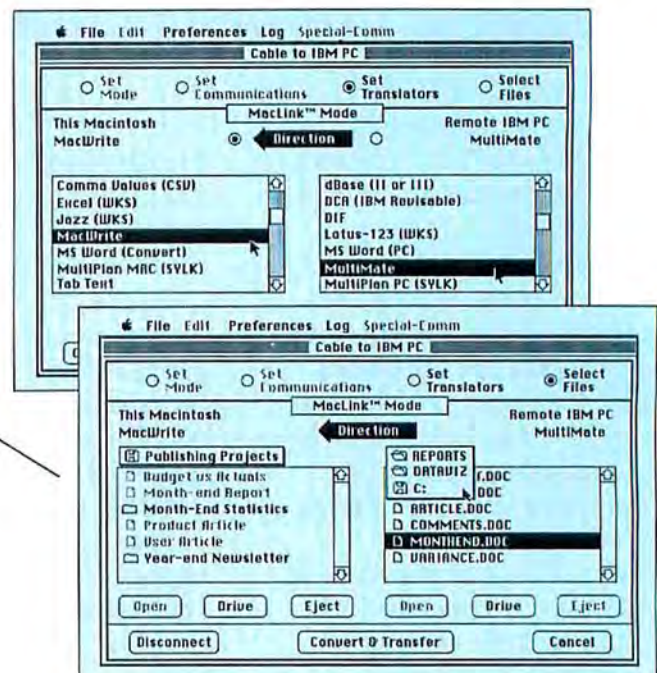 File Edit Preferences Log Special-Comm
Cable to IBM PC
Set Mode Set Communications Set Translators Select Files
MacLink™ Mode
This Macintosh Remote IBM PC
MacWrite Direction MultiMate
Comma Values (CSV)
Excel (WKS)
Jazz (WKS)
MacWrite
MS Word (Convert)
MultiPlan MAC (SYLK)
Tab Text
dBase (II or III)
DCA (IBM Revisable)
DIF
Lotus-123 (WKS)
MS Word (PC)
MultiMate
MultiPlan PC (SYLK)
File Edit Preferences Log Special-Comm
Cable to IBM PC
Set Mode Set Communications Set Translators Select Files
MacLink™ Mode
This Macintosh Remote IBM PC
MacWrite Direction MultiMate
Publishing Projects
Budget vs Actuals
Month-end Report
Month-End Statistics
Product Article
User Article
Year-end Newsletter
REPORTS
DATAVIZ
C:
.DOC
ARTICLE.DOC
COMMENTS.DOC
MONTHEND.DOC
VARIANCE.DOC
Open Drive Eject Open Drive Eject
Disconnect Convert & Transfer Cancel